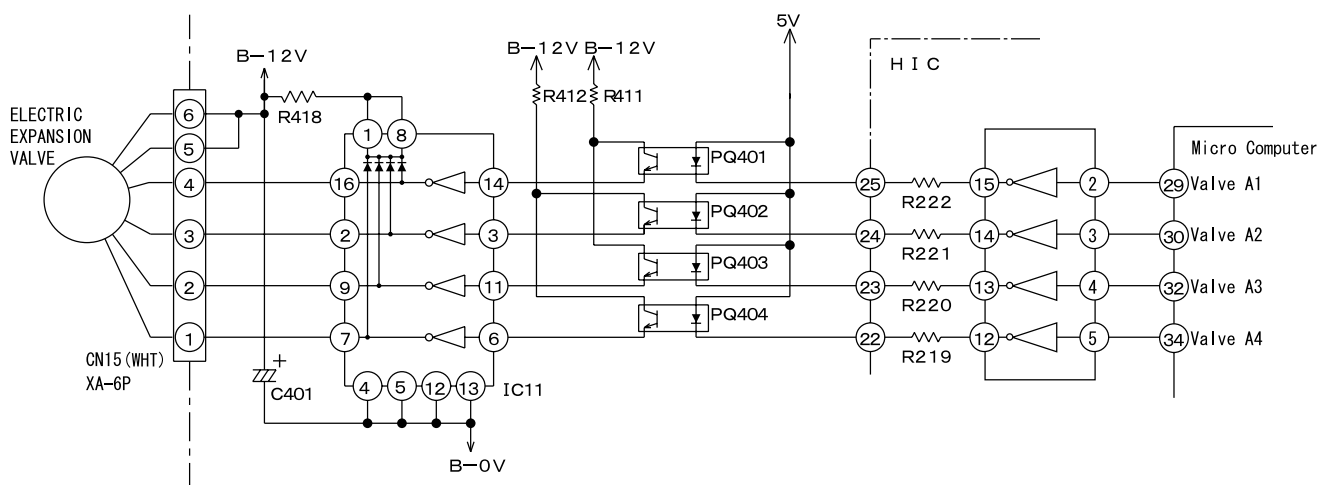 5V
B-12V
B-12V B-12V
HIC
R412 R411
ELECTRIC
EXPANSION
VALVE
6
R418
1 8
5
PQ401
Micro Computer
4 16 14 25 15 2 29 Valve A1
R222
PQ402
3 2 3 24 14 3 30 Valve A2
R221
PQ403
2 9 11 23 13 4 32 Valve A3
R220
PQ404
1 7 6 22 12 5 34 Valve A4
R219
CN15(WHT)
XA-6P
+
C401
4 5 12 13 IC11
B-0V